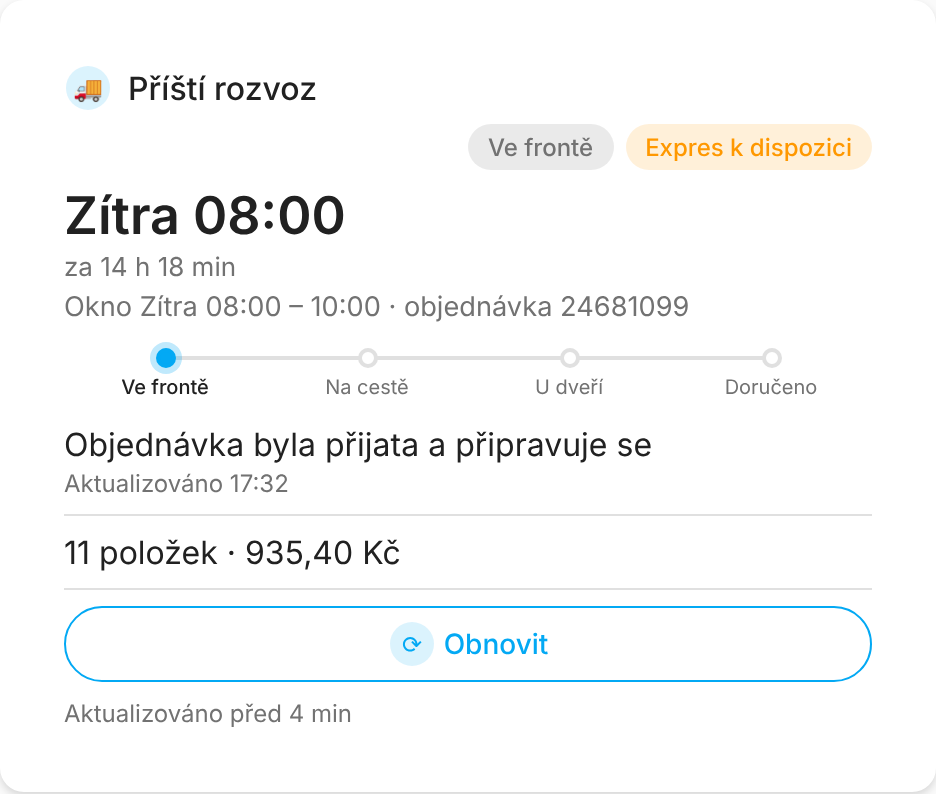 Příští rozvoz
Ve frontě
Expres k dispozici
Zítra 08:00
za 14 h 18 min
Okno Zítra 08:00 – 10:00 · objednávka 24681099
Ve frontě
Na cestě
U dveří
Doručeno
Objednávka byla přijata a připravuje se
Aktualizováno 17:32
11 položek · 935,40 Kč
Obnovit
Aktualizováno před 4 min